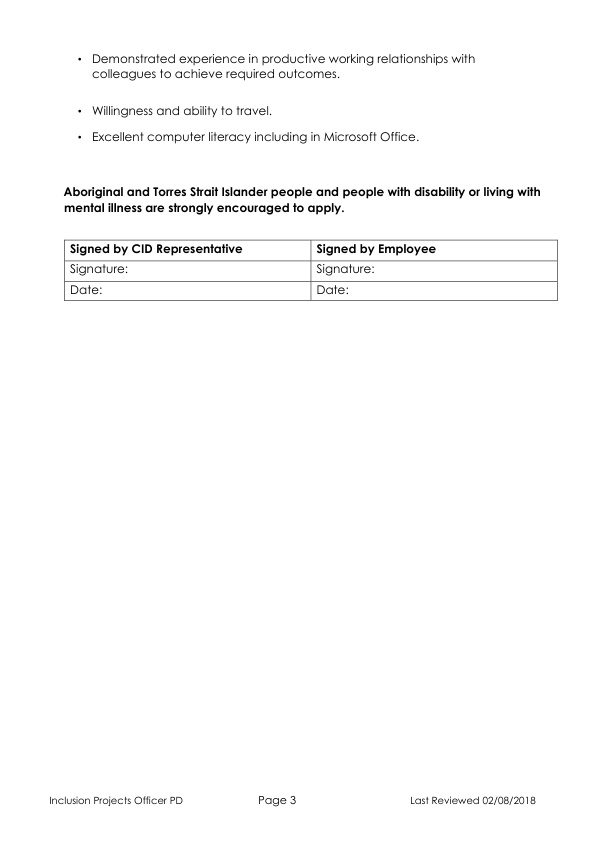 • Demonstrated experience in productive working relationships with
colleagues to achieve required outcomes.
• Willingness and ability to travel.
• Excellent computer literacy including in Microsoft Office.
Aboriginal and Torres Strait Islander people and people with disability or living with
mental illness are strongly encouraged to apply.
Signed by CID Representative Signed by Employee
Signature: Signature:
Date: Date:
Inclusion Projects Officer PD Page 3 Last Reviewed 02/08/2018